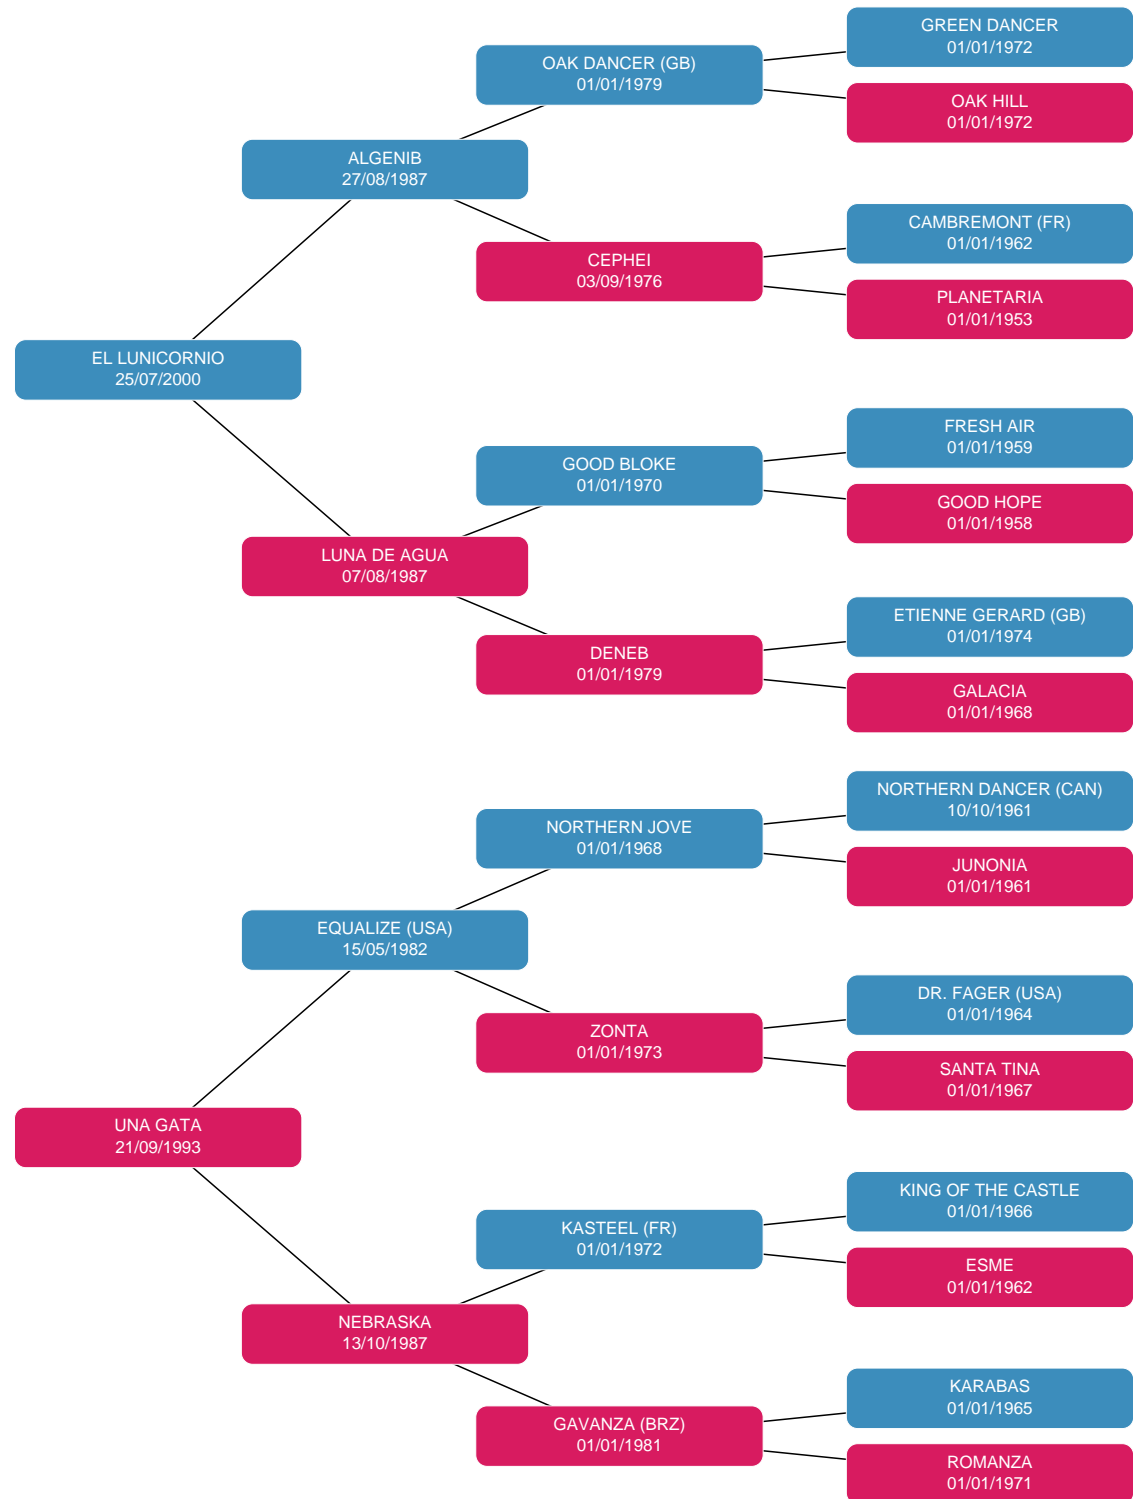 GREEN DANCER
01/01/1972
OAK DANCER (GB)
01/01/1979
OAK HILL
01/01/1972
ALGENIB
27/08/1987
CAMBREMONT (FR)
01/01/1962
CEPHEI
03/09/1976
PLANETARIA
01/01/1953
EL LUNICORNIO
25/07/2000
FRESH AIR
01/01/1959
GOOD BLOKE
01/01/1970
GOOD HOPE
01/01/1958
LUNA DE AGUA
07/08/1987
ETIENNE GERARD (GB)
01/01/1974
DENEB
01/01/1979
GALACIA
01/01/1968
NORTHERN DANCER (CAN)
10/10/1961
NORTHERN JOVE
01/01/1968
JUNONIA
01/01/1961
EQUALIZE (USA)
15/05/1982
DR. FAGER (USA)
01/01/1964
ZONTA
01/01/1973
SANTA TINA
01/01/1967
UNA GATA
21/09/1993
KING OF THE CASTLE
01/01/1966
KASTEEL (FR)
01/01/1972
ESME
01/01/1962
NEBRASKA
13/10/1987
KARABAS
01/01/1965
GAVANZA (BRZ)
01/01/1981
ROMANZA
01/01/1971